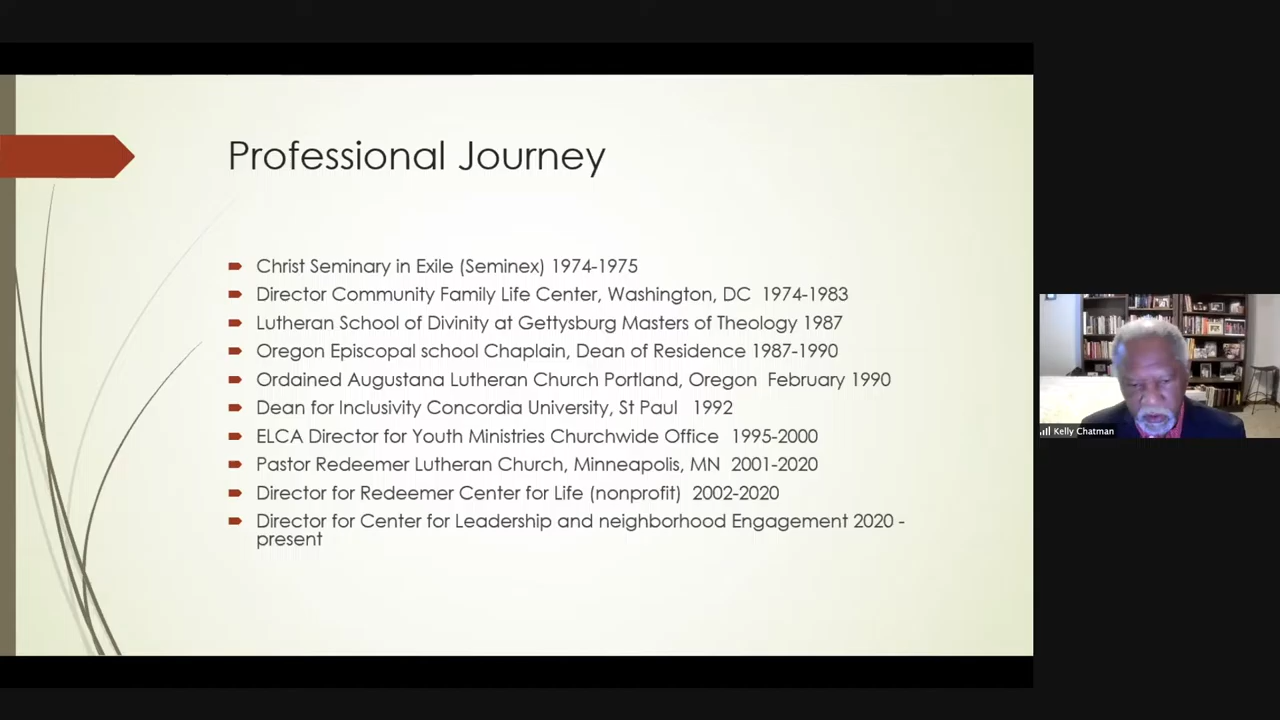 Professional Journey
Christ Seminary in Exile (Seminex) 1974-1975
Director Community Family Life Center, Washington, DC 1974-1983
Lutheran School of Divinity at Gettysburg Masters of Theology 1987
Oregon Episcopal school Chaplain, Dean of Residence 1987-1990
Ordained Augustana Lutheran Church Portland, Oregon February 1990
Dean for Inclusivity Concordia University, St Paul 1992
ELCA Director for Youth Ministries Churchwide Office 1995-2000
Pastor Redeemer Lutheran Church, Minneapolis, MN 2001-2020
Director for Redeemer Center for Life (nonprofit) 2002-2020
Director for Center for Leadership and neighborhood Engagement 2020 -
present
Kelly Chatman